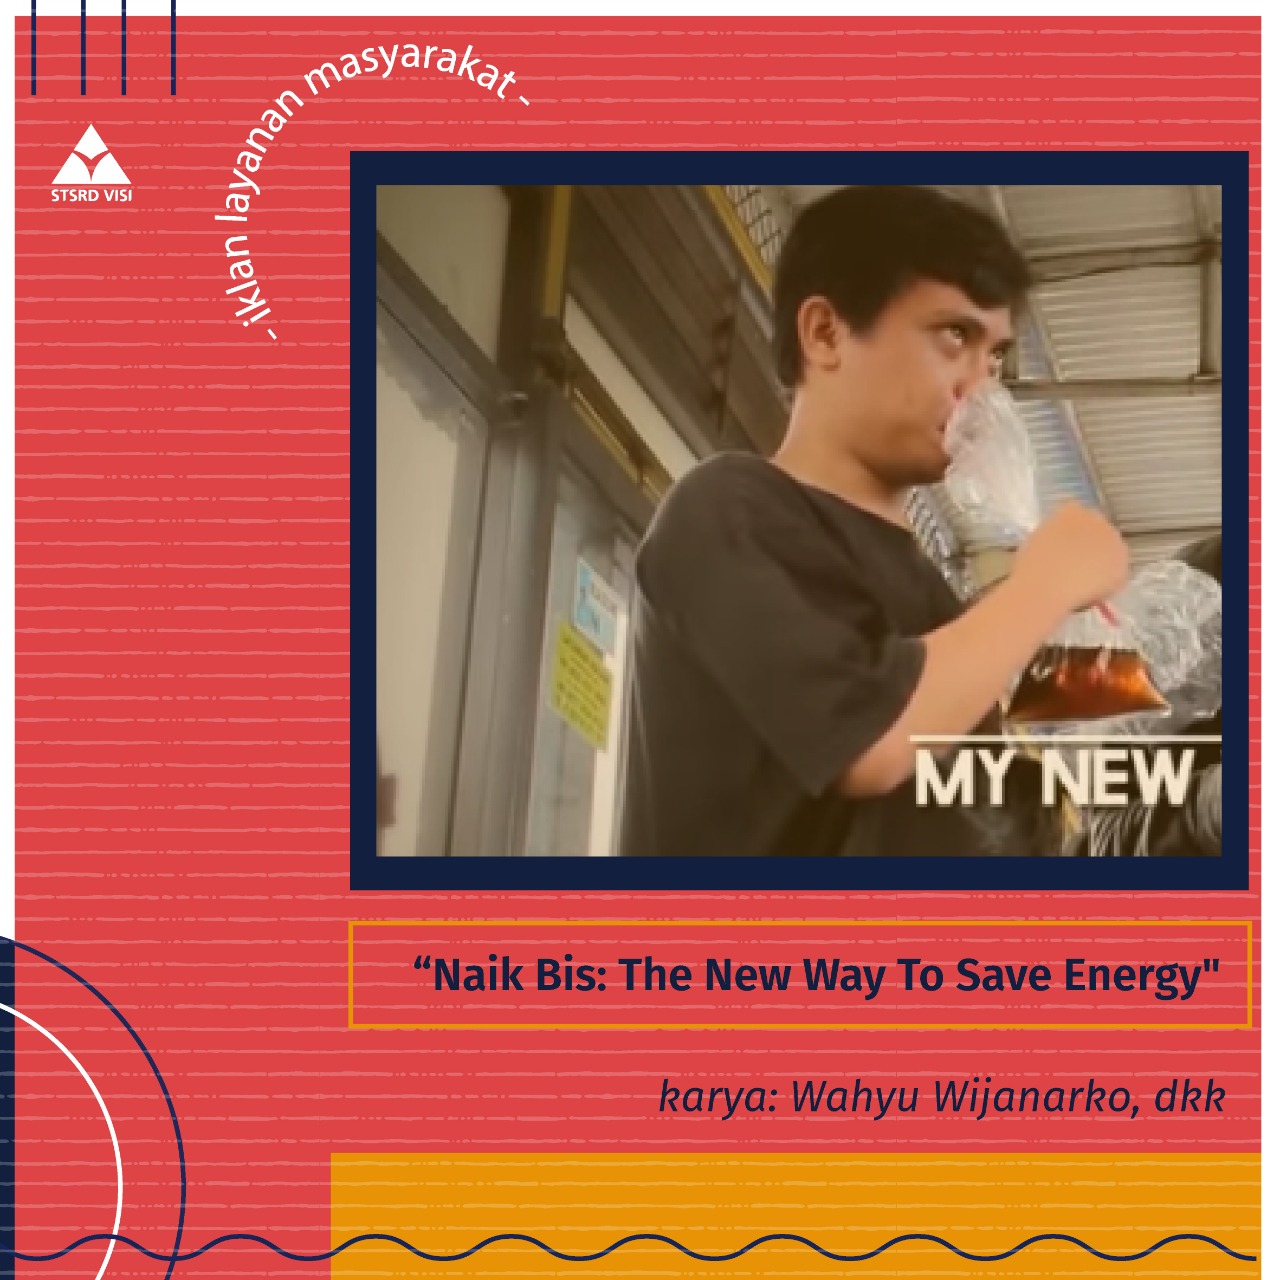 - iklan layanan masyarakat -
STSRD VISI
MY NEW
“Naik Bis: The New Way To Save Energy"
karya: Wahyu Wijanarko, dkk